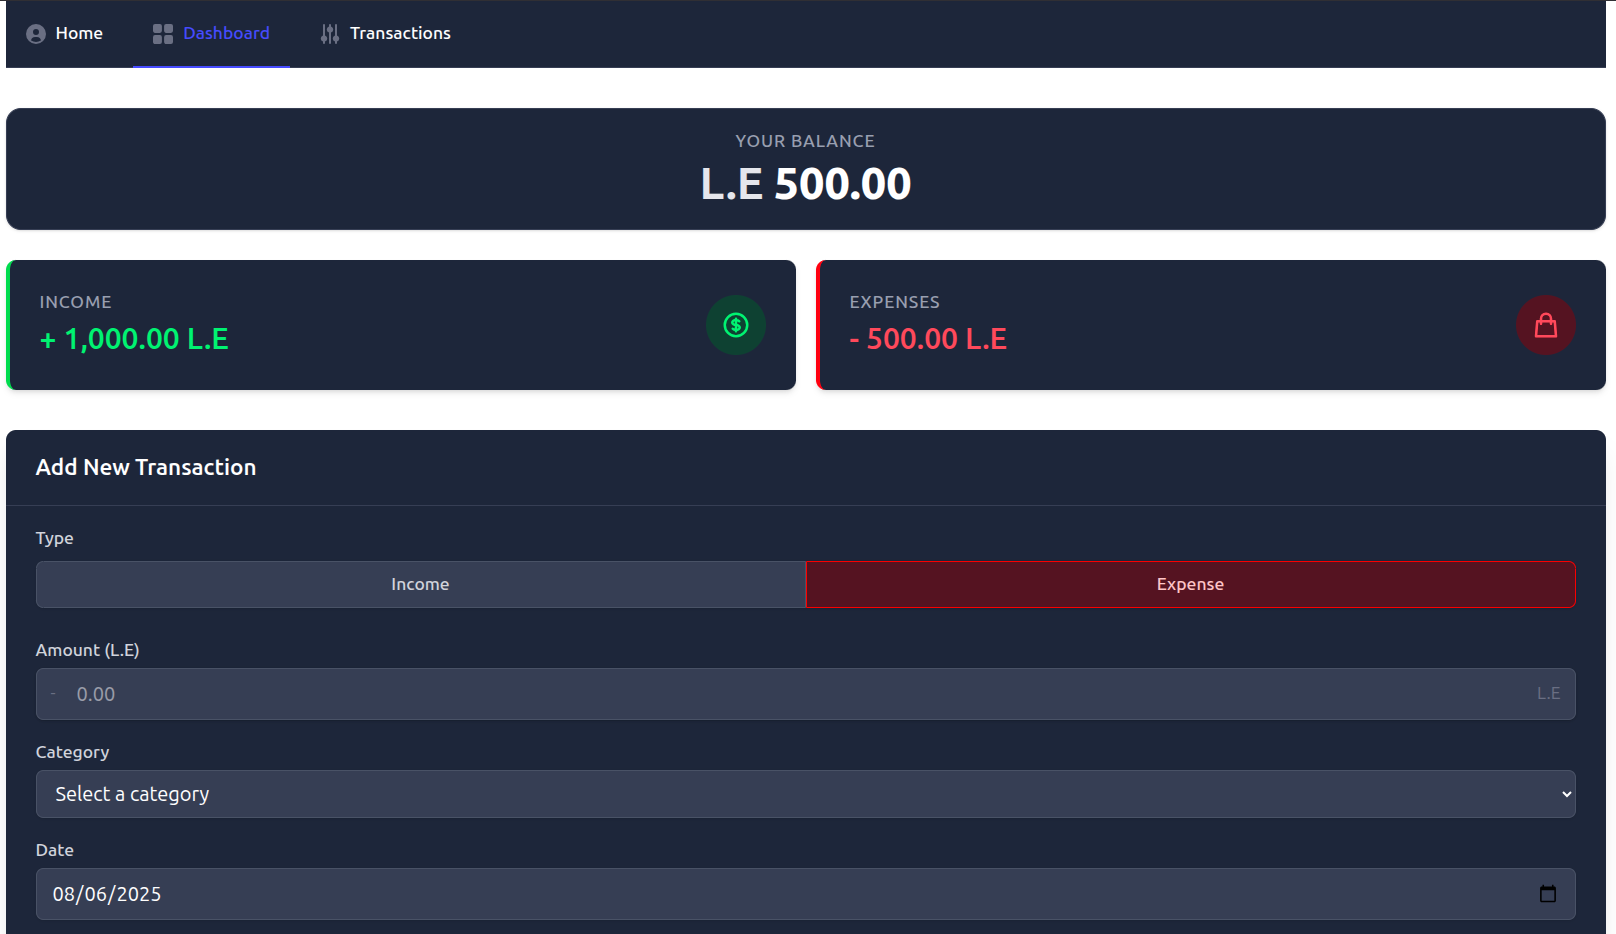 Home Dashboard Transactions
YOUR BALANCE
L.E 500.00
INCOME
+ 1,000.00 L.E
EXPENSES
- 500.00 L.E
Add New Transaction
Type
Income Expense
Amount (L.E)
- 0.00 L.E
Category
Select a category
Date
08/06/2025